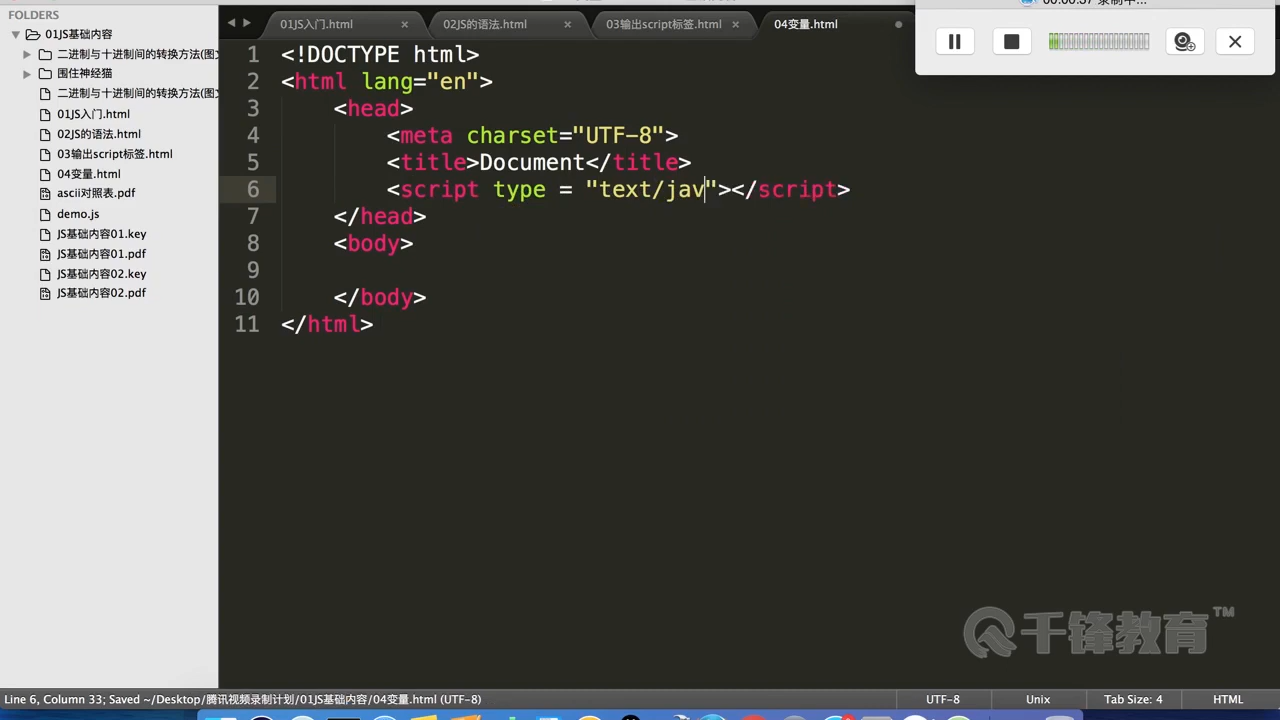 FOLDERS
01JS基础内容
二进制与十进制间的转换方法(图文
围住神经猫
二进制与十进制间的转换方法(图文
01JS入门.html
02JS的语法.html
03输出script标签.html
04变量.html
ascii对照表.pdf
demo.js
JS基础内容01.key
JS基础内容01.pdf
JS基础内容02.key
JS基础内容02.pdf
01JS入门.html
02JS的语法.html
03输出script标签.html
04变量.html
1 <!DOCTYPE html>
2 <html lang="en">
3 <head>
4 <meta charset="UTF-8">
5 <title>Document</title>
6 <script type = "text/jav"></script>
7 </head>
8 <body>
9
10 </body>
11 </html>
千锋教育™
Line 6, Column 33; Saved ~/Desktop/腾讯视频录制计划/01JS基础内容/04变量.html (UTF-8)
UTF-8
Unix
Tab Size: 4
HTML